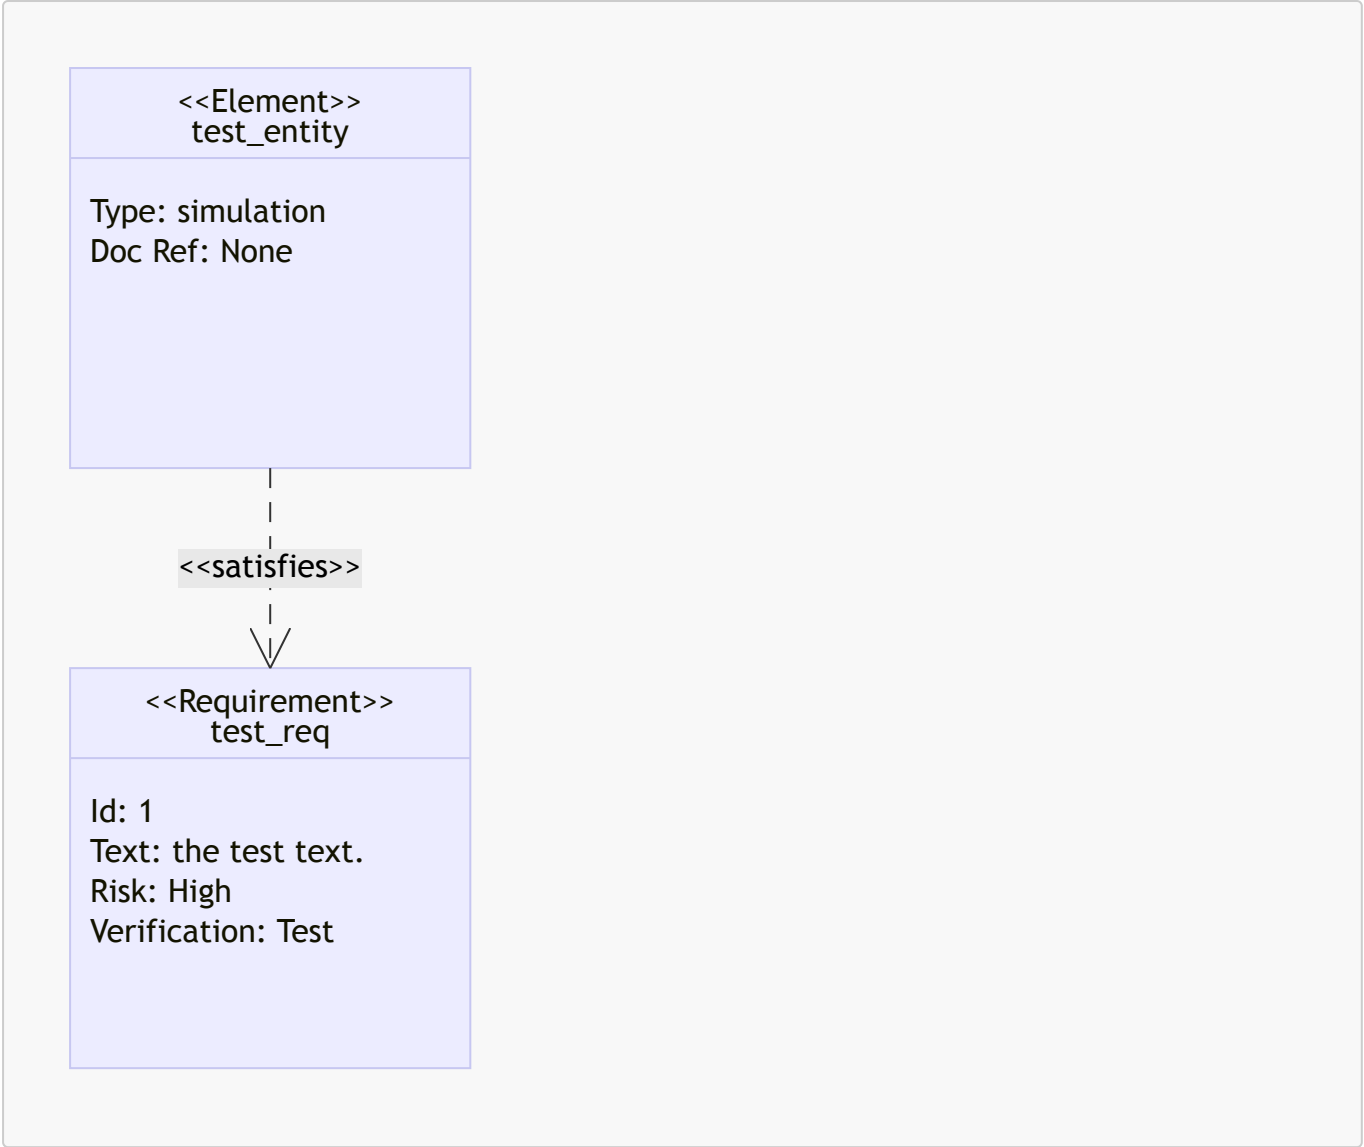 <<Element>>
test_entity
Type: simulation
Doc Ref: None
<<satisfies>>
<<Requirement>>
test_req
Id: 1
Text: the test text.
Risk: High
Verification: Test